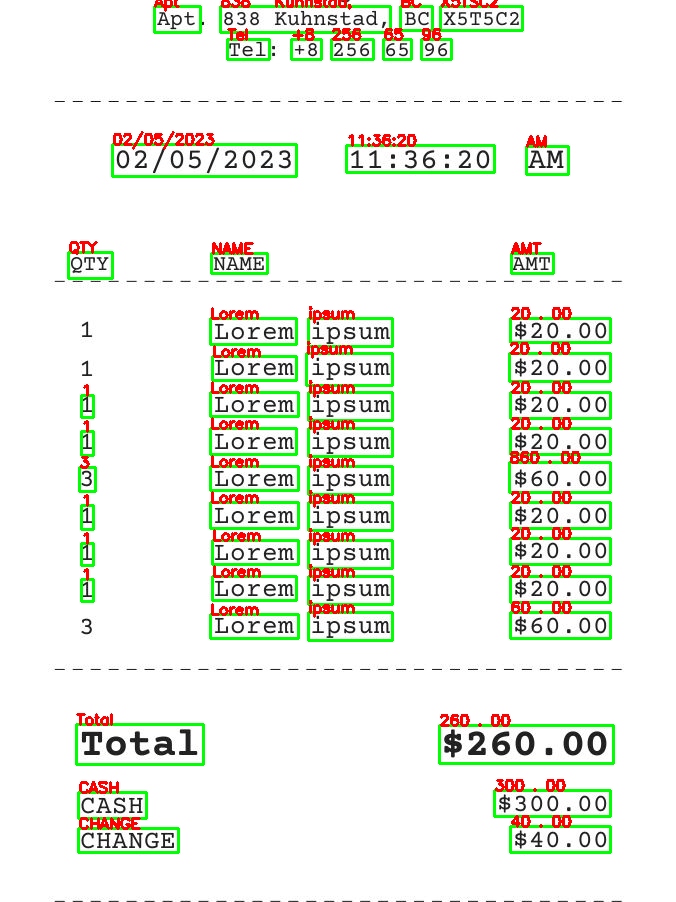 Apt 838 Kuhnstad, BC X5T5C2
Apt. 838 Kuhnstad, BC X5T5C2
Tel +8 256 65 96
Tel: +8 256 65 96
02/05/2023 11:36:20 AM
02/05/2023 11:36:20 AM
QTY NAME AMT
QTY NAME AMT
Lorem ipsum 20 . 00
1 Lorem ipsum $20.00
Lorem ipsum 20 . 00
1 Lorem ipsum $20.00
1 Lorem ipsum 20 . 00
1 Lorem ipsum $20.00
1 Lorem ipsum 20 . 00
1 Lorem ipsum $20.00
3 Lorem ipsum 860 . 00
3 Lorem ipsum $60.00
1 Lorem ipsum 20 . 00
1 Lorem ipsum $20.00
1 Lorem ipsum 20 . 00
1 Lorem ipsum $20.00
1 Lorem ipsum 20 . 00
1 Lorem ipsum $20.00
Lorem ipsum 60 . 00
3 Lorem ipsum $60.00
Total 260 . 00
Total $260.00
CASH 300 . 00
CASH $300.00
CHANGE 40 . 00
CHANGE $40.00